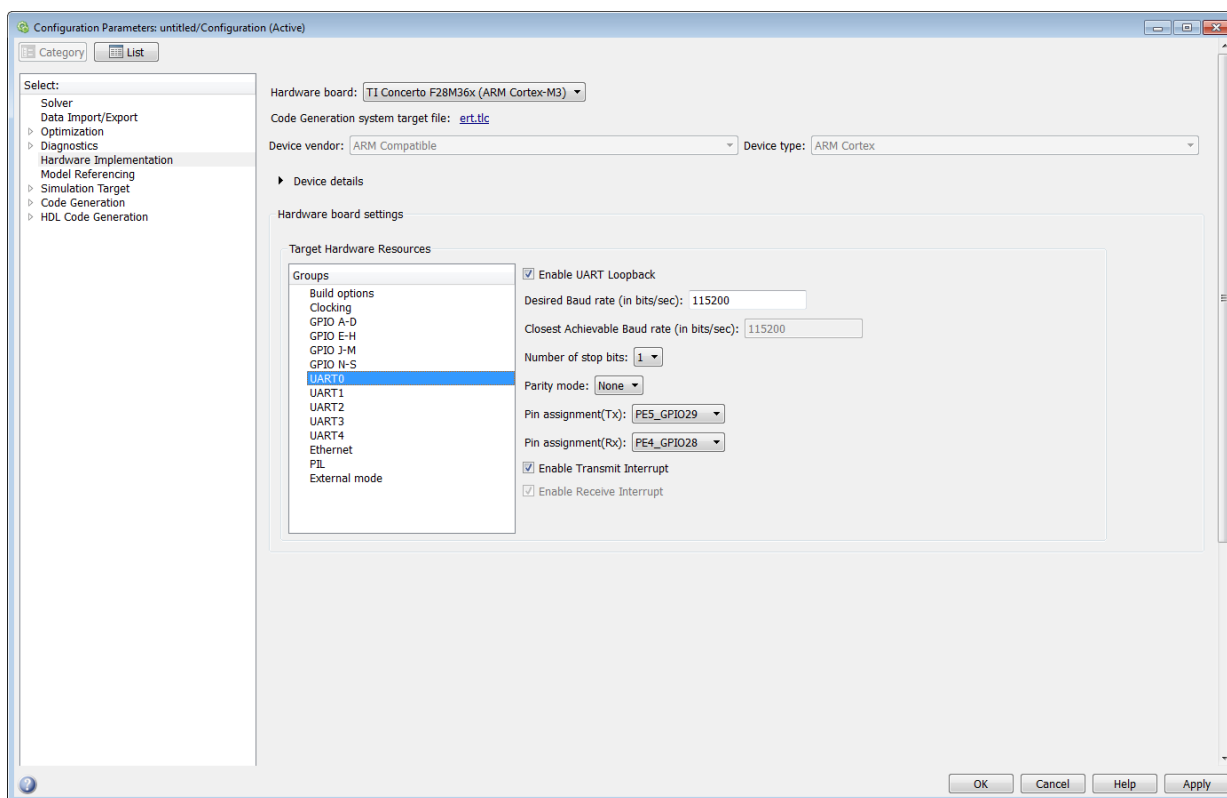 Configuration Parameters: untitled/Configuration (Active)
Category
List
Select:
Solver
Data Import/Export
Optimization
Diagnostics
Hardware Implementation
Model Referencing
Simulation Target
Code Generation
HDL Code Generation
Hardware board: TI Concerto F28M36x (ARM Cortex-M3)
Code Generation system target file: ert.tlc
Device vendor: ARM Compatible Device type: ARM Cortex
Device details
Hardware board settings
Target Hardware Resources
Groups
Build options
Clocking
GPIO A-D
GPIO E-H
GPIO J-M
GPIO N-S
UART0
UART1
UART2
UART3
UART4
Ethernet
PIL
External mode
Enable UART Loopback
Desired Baud rate (in bits/sec): 115200
Closest Achievable Baud rate (in bits/sec): 115200
Number of stop bits: 1
Parity mode: None
Pin assignment(Tx): PE5_GPIO29
Pin assignment(Rx): PE4_GPIO28
Enable Transmit Interrupt
Enable Receive Interrupt
OK Cancel Help Apply